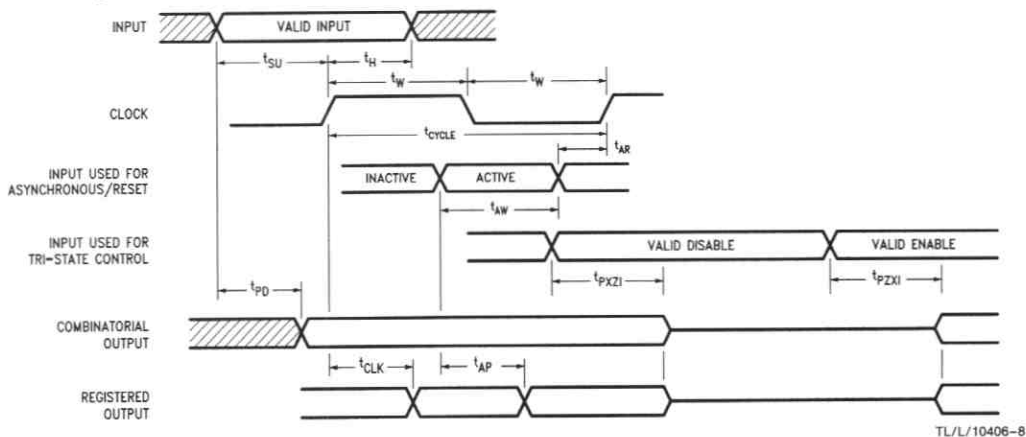 INPUT
VALID INPUT
tSU
tH
tW
tW
CLOCK
tCYCLE
tAR
INPUT USED FOR
ASYNCHRONOUS/RESET
INACTIVE
ACTIVE
tAW
INPUT USED FOR
TRI-STATE CONTROL
VALID DISABLE
VALID ENABLE
tPD
tPXZI
tPZXI
COMBINATORIAL
OUTPUT
tCLK
tAP
REGISTERED
OUTPUT
TL/L/10406-8